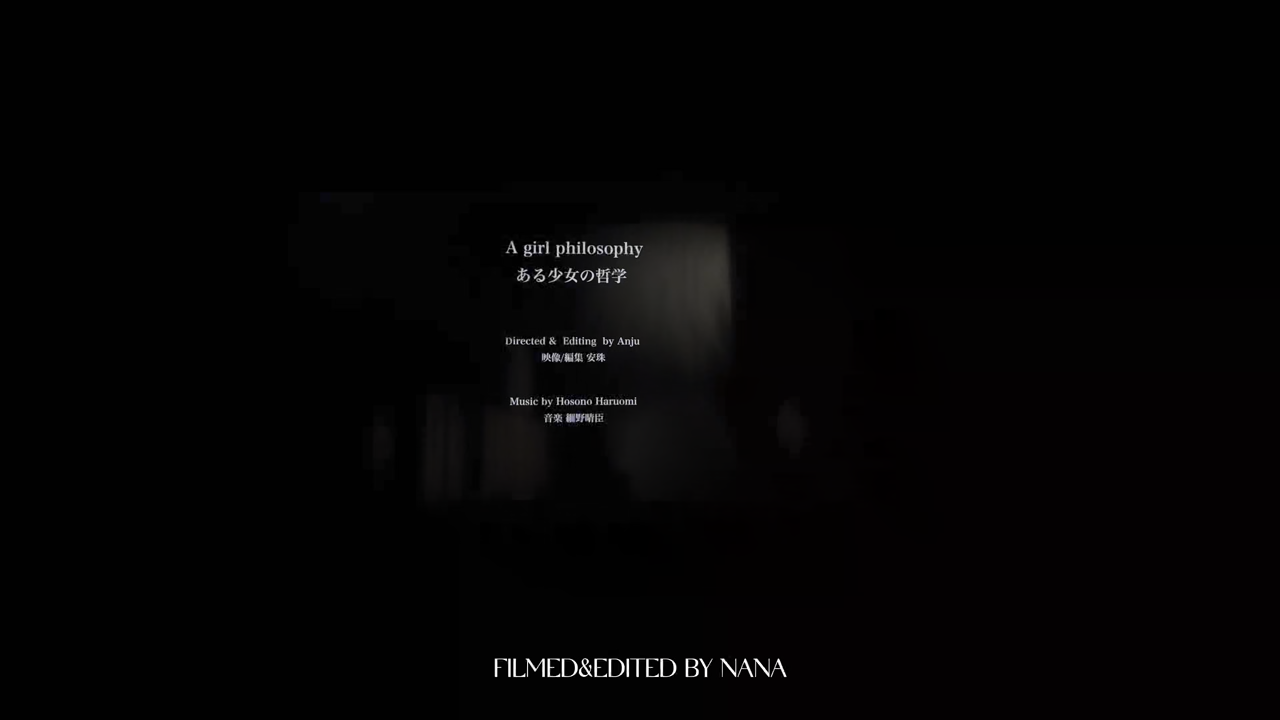 A girl philosophy
ある少女の哲学
Directed & Editing by Anju
映像/編集 安珠
Music by Hosono Haruomi
音楽 細野晴臣
FILMED&EDITED BY NANA